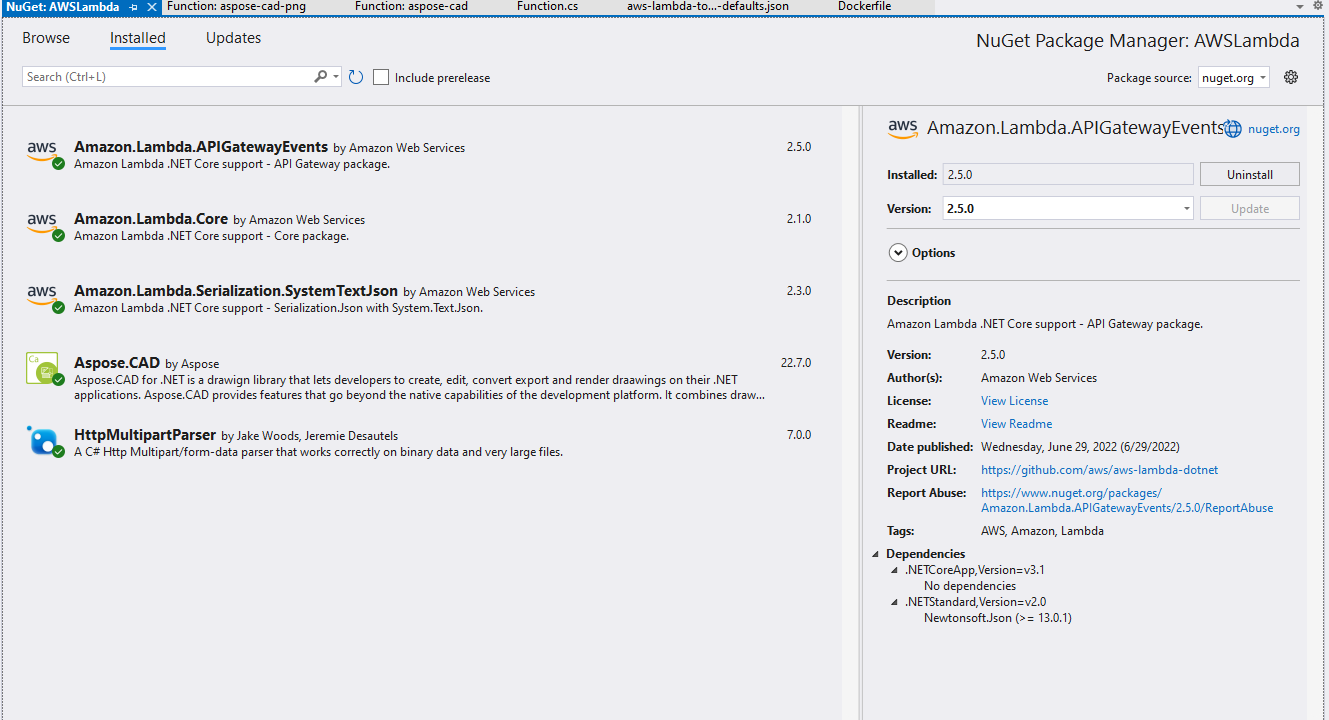 NuGet: AWSLambda
Function: aspose-cad-png
Function: aspose-cad
Function.cs
aws-lambda-to...-defaults.json
Dockerfile
Browse
Installed
Updates
NuGet Package Manager: AWSLambda
Search (Ctrl+L)
Include prerelease
Package source:
nuget.org
aws
Amazon.Lambda.APIGatewayEvents by Amazon Web Services
2.5.0
Amazon Lambda .NET Core support - API Gateway package.
aws
Amazon.Lambda.Core by Amazon Web Services
2.1.0
Amazon Lambda .NET Core support - Core package.
aws
Amazon.Lambda.Serialization.SystemTextJson by Amazon Web Services
2.3.0
Amazon Lambda .NET Core support - Serialization.Json with System.Text.Json.
Ca
Aspose.CAD by Aspose
22.7.0
Aspose.CAD for .NET is a drawign library that lets developers to create, edit, convert export and render draawings on their .NET
applications. Aspose.CAD provides features that go beyond the native capabilities of the development platform. It combines draw...
HttpMultipartParser by Jake Woods, Jeremie Desautels
7.0.0
A C# Http Multipart/form-data parser that works correctly on binary data and very large files.
aws
Amazon.Lambda.APIGatewayEvents
nuget.org
Installed:
2.5.0
Uninstall
Version:
2.5.0
Update
Options
Description
Amazon Lambda .NET Core support - API Gateway package.
Version: 2.5.0
Author(s): Amazon Web Services
License: View License
Readme: View Readme
Date published: Wednesday, June 29, 2022 (6/29/2022)
Project URL: https://github.com/aws/aws-lambda-dotnet
Report Abuse: https://www.nuget.org/packages/
Amazon.Lambda.APIGatewayEvents/2.5.0/ReportAbuse
Tags: AWS, Amazon, Lambda
Dependencies
.NETCoreApp,Version=v3.1
No dependencies
.NETStandard,Version=v2.0
Newtonsoft.Json (>= 13.0.1)